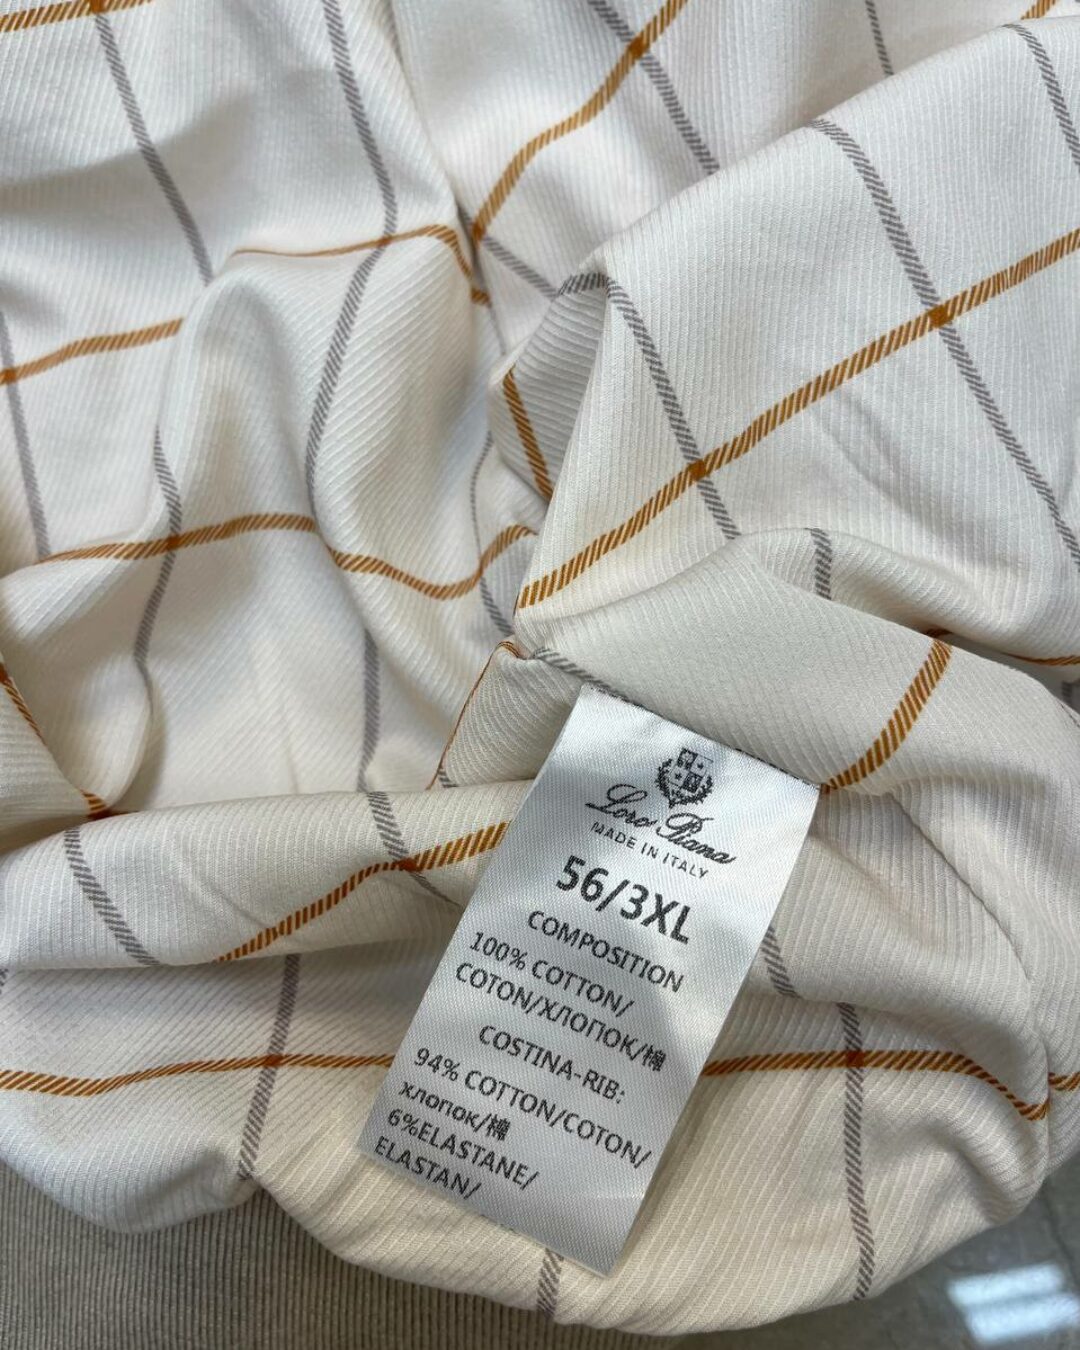 Loro Piana
MADE IN ITALY
56/3XL
COMPOSITION
100% COTTON/
COTON/ХЛОПОК/棉
COSTINA-RIB:
94% COTTON/COTON/
хлопок/棉
6%ELASTANE/
ELASTAN/